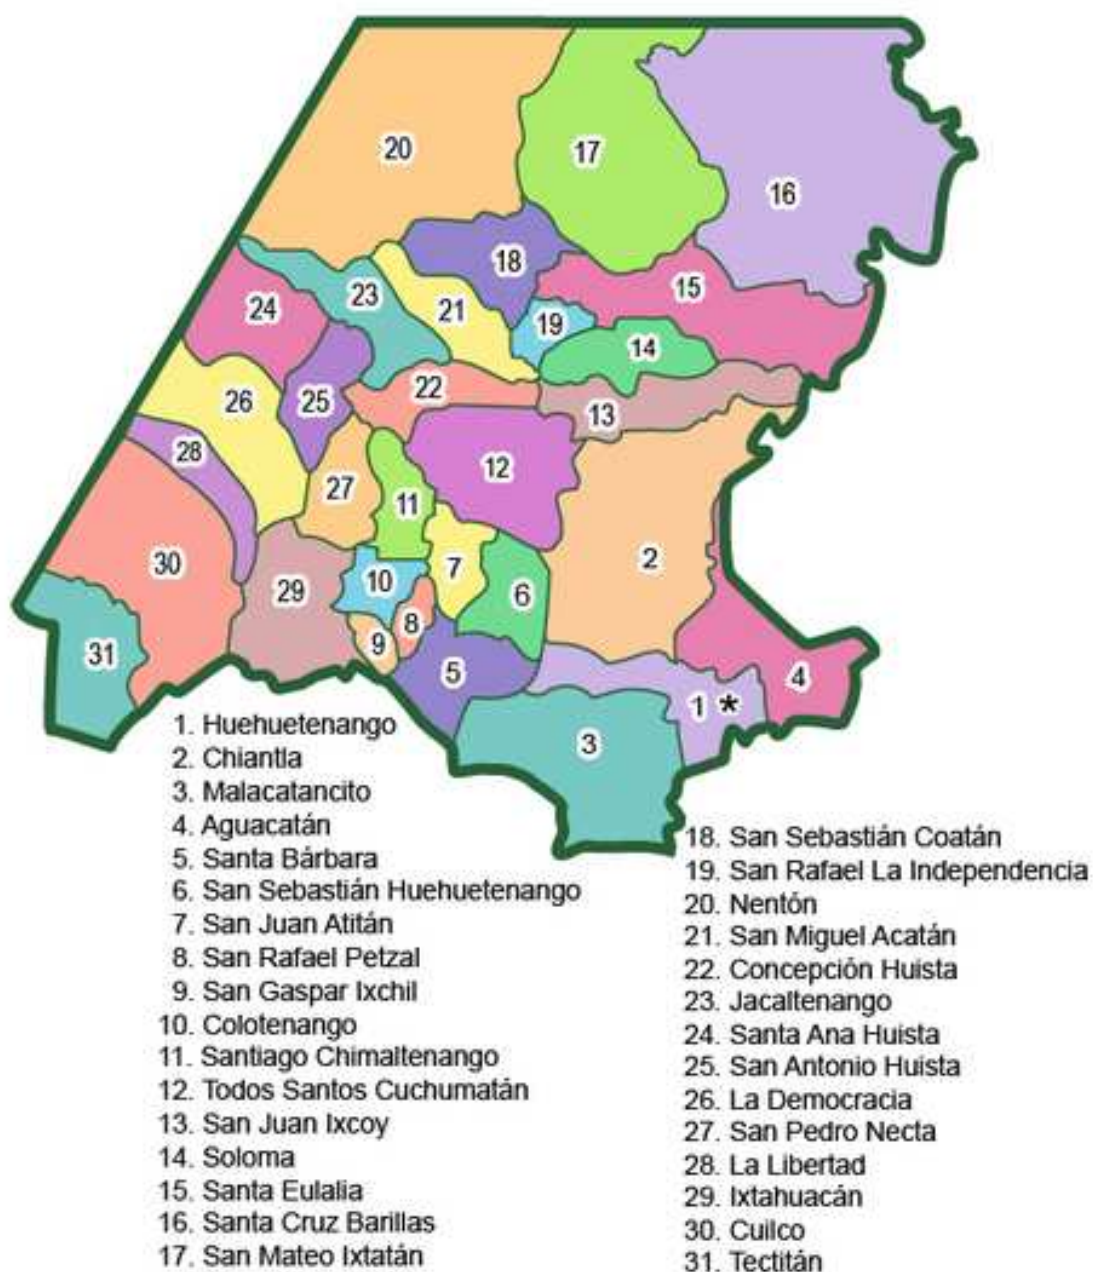 20
17
16
18
15
24
23
21
19
14
22
13
26
25
28
12
27
11
2
30
29
10
7
6
8
9
31
5
4
1 *
3
1. Huehuetenango
2. Chiantla
3. Malacatancito
4. Aguacatán
5. Santa Bárbara
6. San Sebastián Huehuetenango
7. San Juan Atitán
8. San Rafael Petzal
9. San Gaspar Ixchil
10. Colotenango
11. Santiago Chimaltenango
12. Todos Santos Cuchumatán
13. San Juan Ixcoy
14. Soloma
15. Santa Eulalia
16. Santa Cruz Barillas
17. San Mateo Ixtatán
18. San Sebastián Coatán
19. San Rafael La Independencia
20. Nentón
21. San Miguel Acatán
22. Concepción Huista
23. Jacaltenango
24. Santa Ana Huista
25. San Antonio Huista
26. La Democracia
27. San Pedro Necta
28. La Libertad
29. Ixtahuacán
30. Cuilco
31. Tectitán